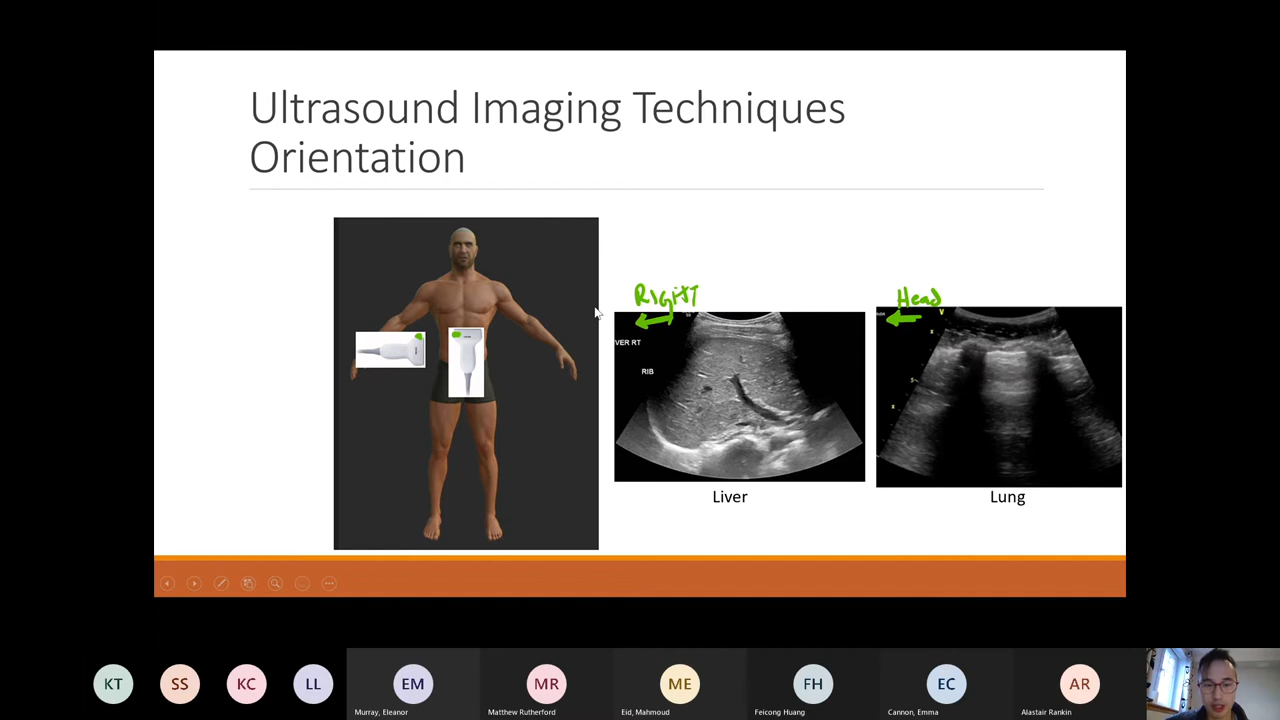 Ultrasound Imaging Techniques
Orientation
Right
Head
VER RT
RIB
Liver
Lung
KT
SS
KC
LL
EM
MR
ME
FH
EC
AR
Murray, Eleanor
Matthew Rutherford
Eid, Mahmoud
Feicong Huang
Cannon, Emma
Alastair Rankin